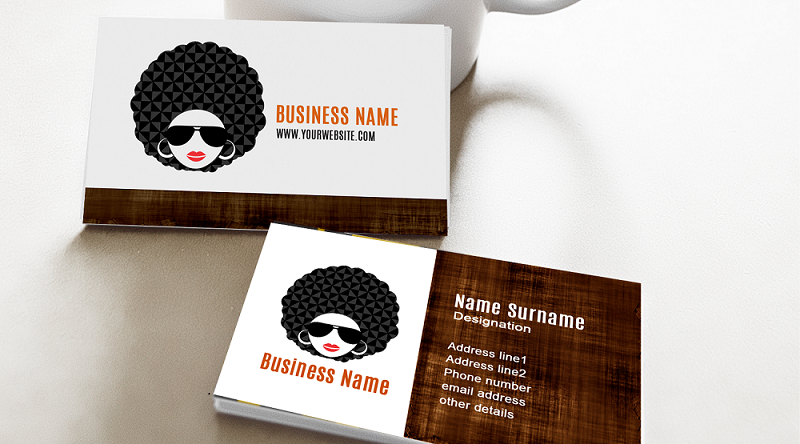 BUSINESS NAME
WWW.YOURWEBSITE.COM
Business Name
Name Surname
Designation
Address line1
Address line2
Phone number
email address
other details